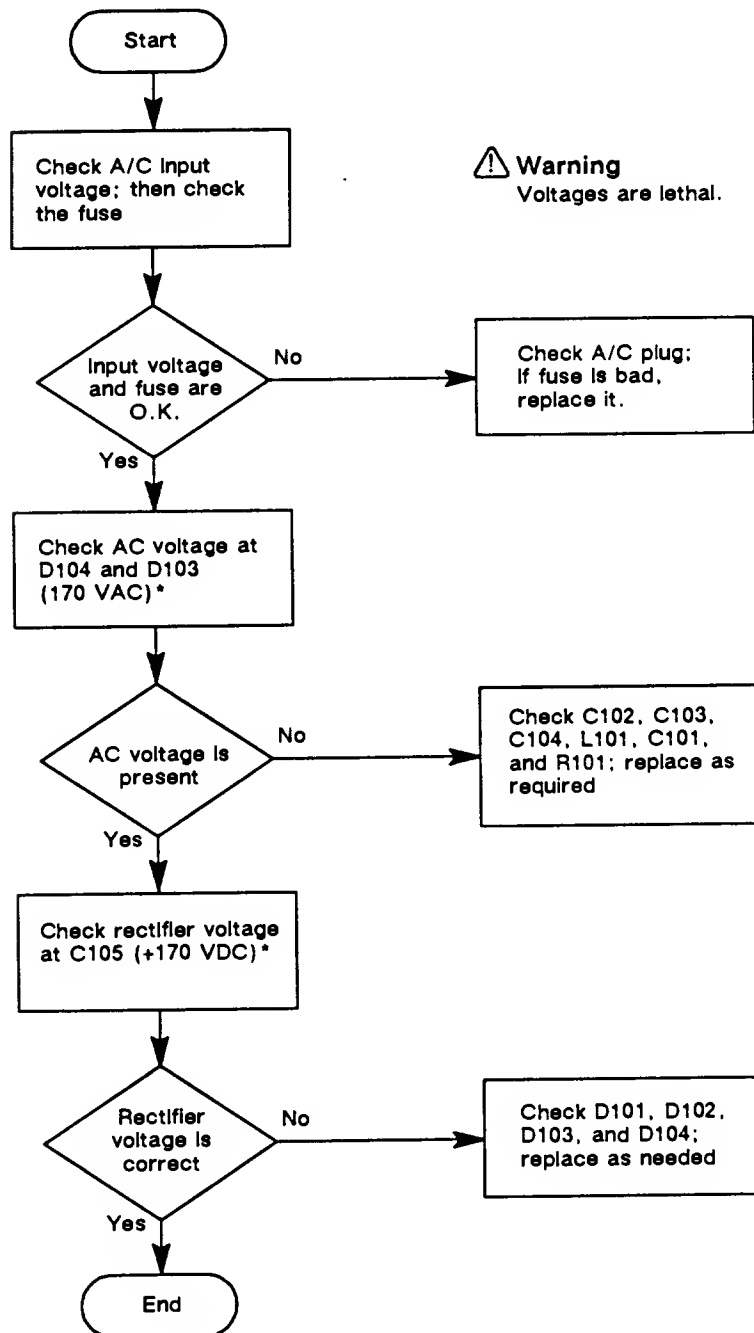 Start
Check A/C Input
voltage; then check
the fuse
⚠ Warning
Voltages are lethal.
Input voltage
and fuse are
O.K.
No
Check A/C plug;
If fuse is bad,
replace it.
Yes
Check AC voltage at
D104 and D103
(170 VAC)*
AC voltage is
present
No
Check C102, C103,
C104, L101, C101,
and R101; replace as
required
Yes
Check rectifier voltage
at C105 (+170 VDC)*
Rectifier
voltage is
correct
No
Check D101, D102,
D103, and D104;
replace as needed
Yes
End